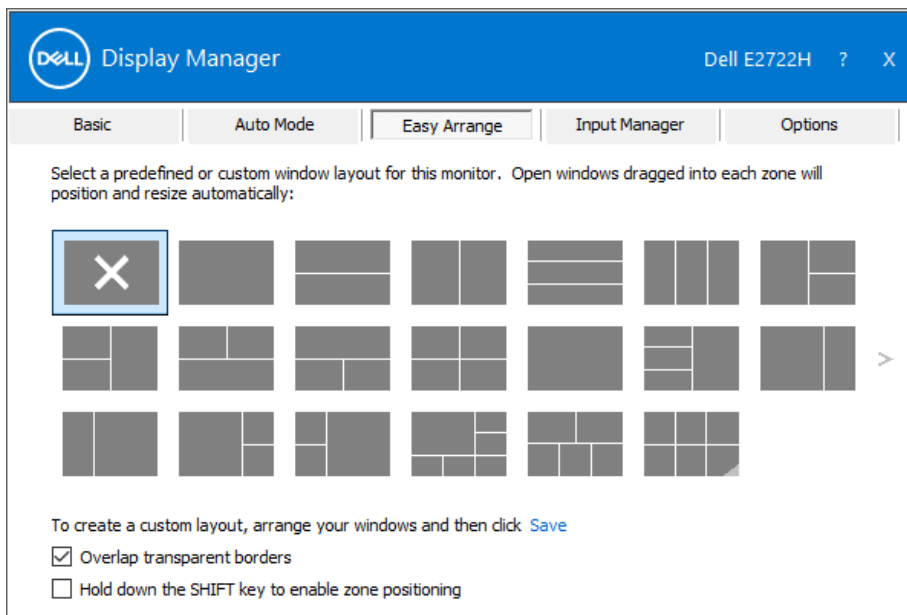 DELL Display Manager Dell E2722H ? X
Basic Auto Mode Easy Arrange Input Manager Options
Select a predefined or custom window layout for this monitor. Open windows dragged into each zone will
position and resize automatically:
>
To create a custom layout, arrange your windows and then click Save
Overlap transparent borders
Hold down the SHIFT key to enable zone positioning